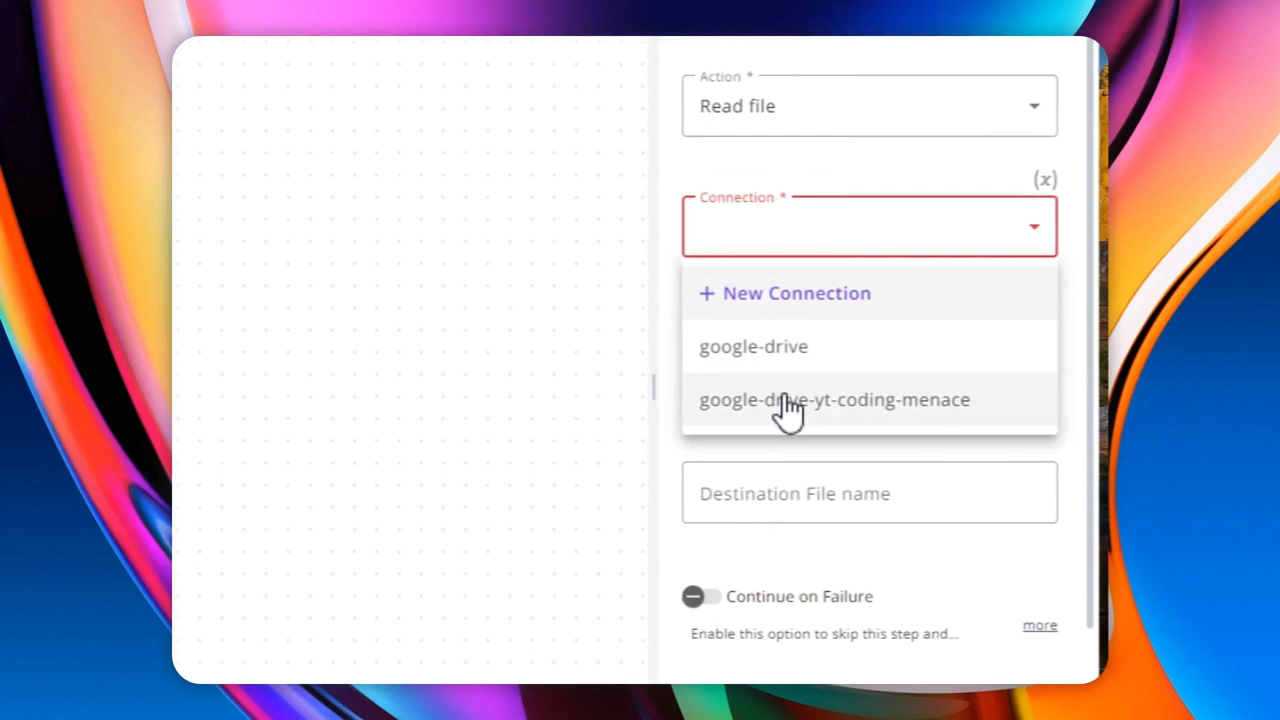 Action *
Read file
(x)
Connection *
+ New Connection
google-drive
google-drive-yt-coding-menace
Destination File name
Continue on Failure
Enable this option to skip this step and...
more